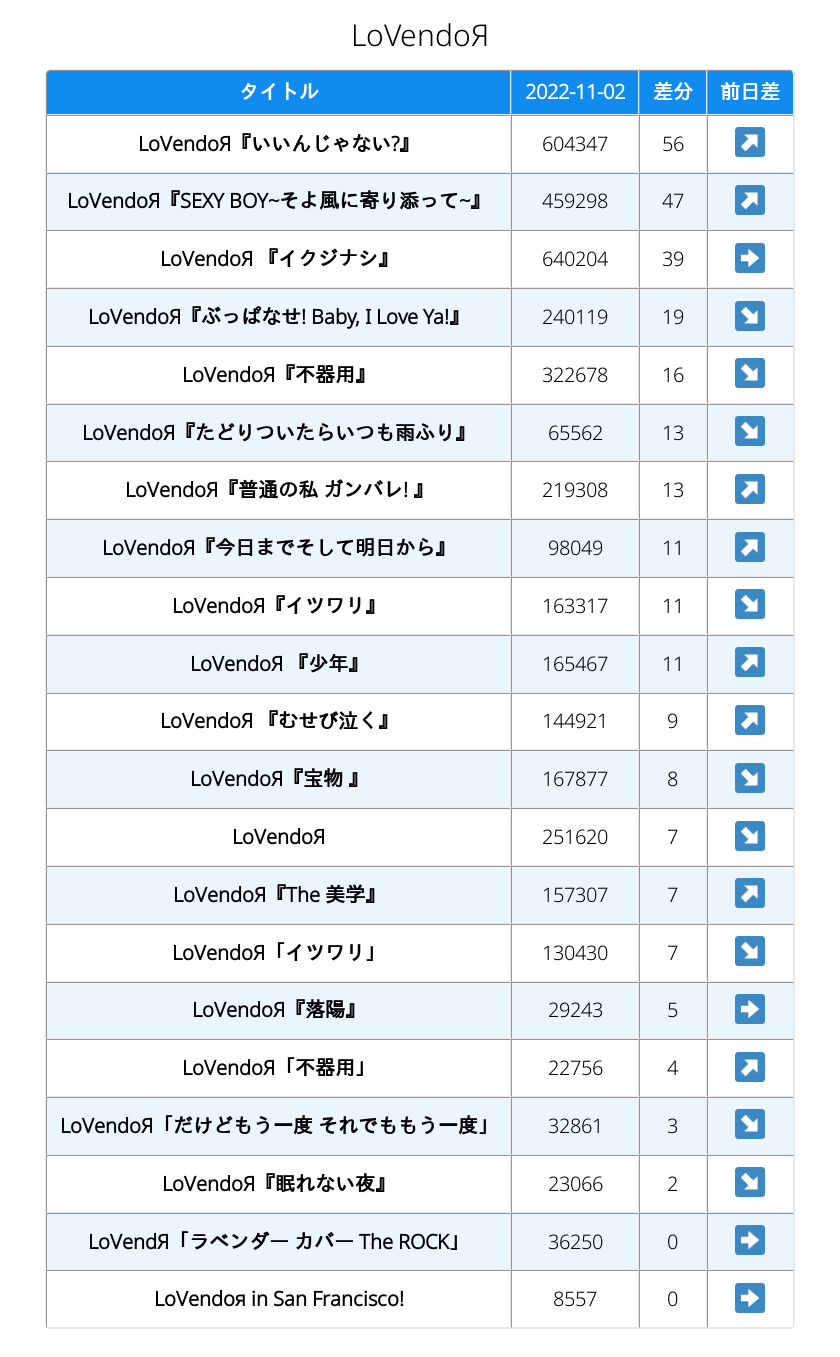 LoVendoЯ
タイトル 2022-11-02 差分 前日差
LoVendoЯ『いいんじゃない?』 604347 56 ↗
LoVendoЯ『SEXY BOY~そよ風に寄り添って~』 459298 47 ↗
LoVendoЯ 『イクジナシ』 640204 39 ➡
LoVendoЯ『ぶっぱなせ! Baby, I Love Ya!』 240119 19 ↘
LoVendoЯ『不器用』 322678 16 ↘
LoVendoЯ『たどりついたらいつも雨ふり』 65562 13 ↘
LoVendoЯ『普通の私 ガンバレ! 』 219308 13 ↗
LoVendoЯ『今日までそして明日から』 98049 11 ↗
LoVendoЯ『イツワリ』 163317 11 ↘
LoVendoЯ 『少年』 165467 11 ↗
LoVendoЯ 『むせび泣く』 144921 9 ↗
LoVendoЯ『宝物 』 167877 8 ↘
LoVendoЯ 251620 7 ↘
LoVendoЯ『The 美学』 157307 7 ↗
LoVendoЯ「イツワリ」 130430 7 ↘
LoVendoЯ『落陽』 29243 5 ➡
LoVendoЯ「不器用」 22756 4 ↗
LoVendoЯ「だけどもう一度 それでももう一度」 32861 3 ↘
LoVendoЯ『眠れない夜』 23066 2 ↘
LoVendЯ「ラベンダー カバー The ROCK」 36250 0 ➡
LoVendoя in San Francisco! 8557 0 ➡